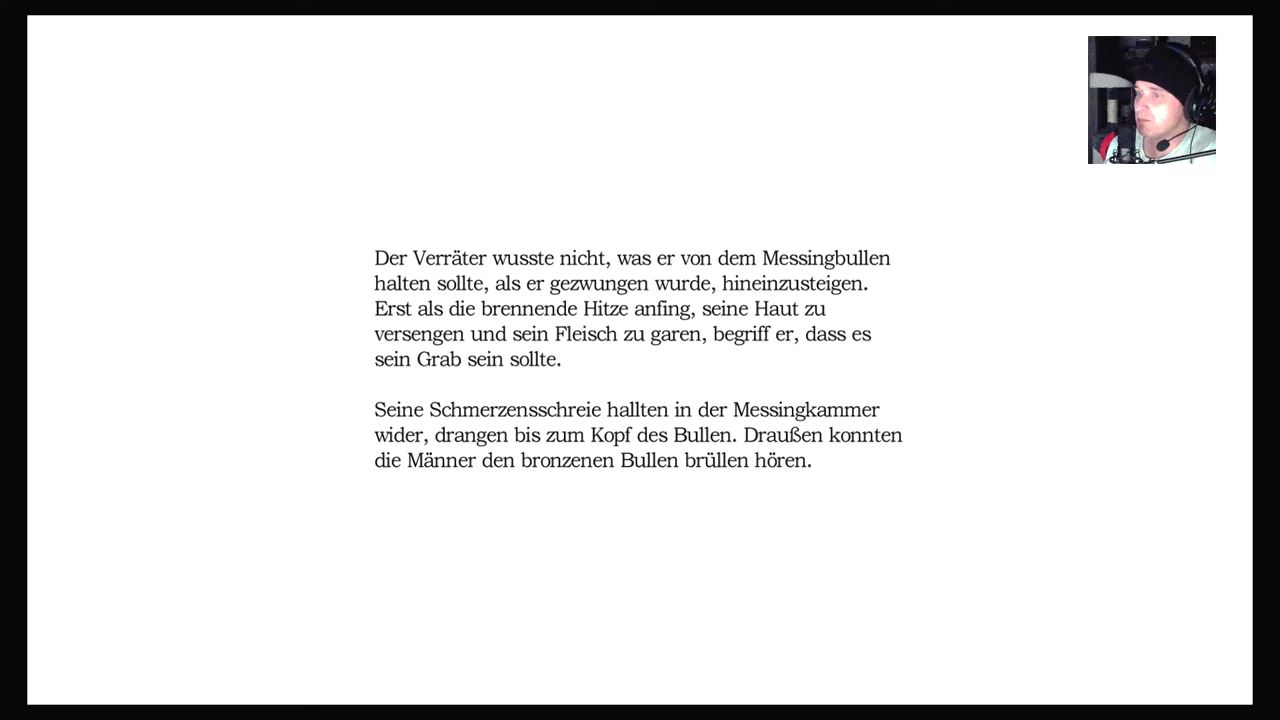 Der Verräter wusste nicht, was er von dem Messingbullen
halten sollte, als er gezwungen wurde, hineinzusteigen.
Erst als die brennende Hitze anfing, seine Haut zu
versengen und sein Fleisch zu garen, begriff er, dass es
sein Grab sein sollte.
Seine Schmerzensschreie hallten in der Messingkammer
wider, drangen bis zum Kopf des Bullen. Draußen konnten
die Männer den bronzenen Bullen brüllen hören.